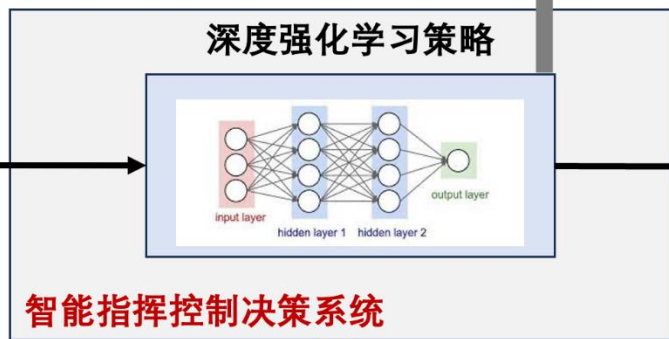 深度强化学习策略
input layer
hidden layer 1
hidden layer 2
output layer
智能指挥控制决策系统